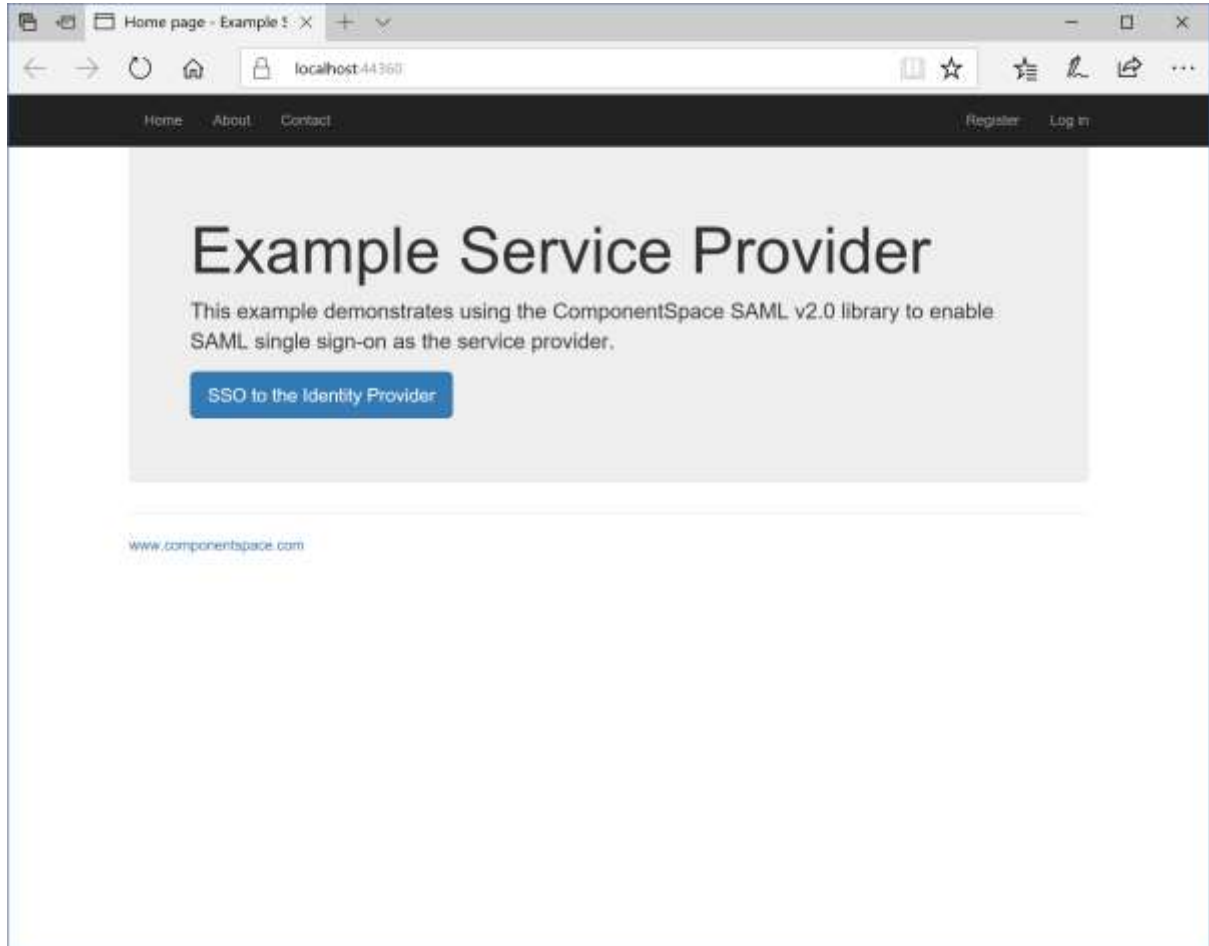 Home page - Example S
localhost:44360
Home About Contact Register Log in
Example Service Provider
This example demonstrates using the ComponentSpace SAML v2.0 library to enable
SAML single sign-on as the service provider.
SSO to the Identity Provider
www.componentspace.com